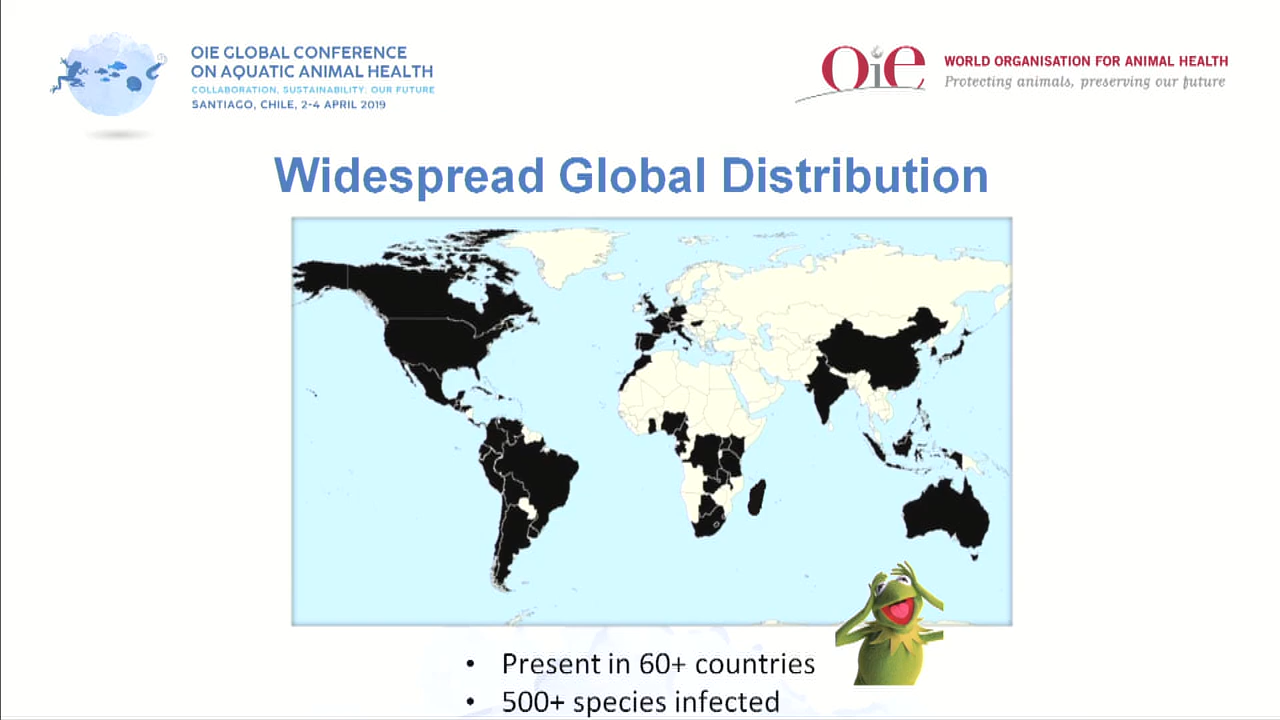 OIE GLOBAL CONFERENCE
ON AQUATIC ANIMAL HEALTH
COLLABORATION, SUSTAINABILITY, OUR FUTURE
SANTIAGO, CHILE, 2-4 APRIL 2019
Oie
WORLD ORGANISATION FOR ANIMAL HEALTH
Protecting animals, preserving our future
Widespread Global Distribution
• Present in 60+ countries
• 500+ species infected